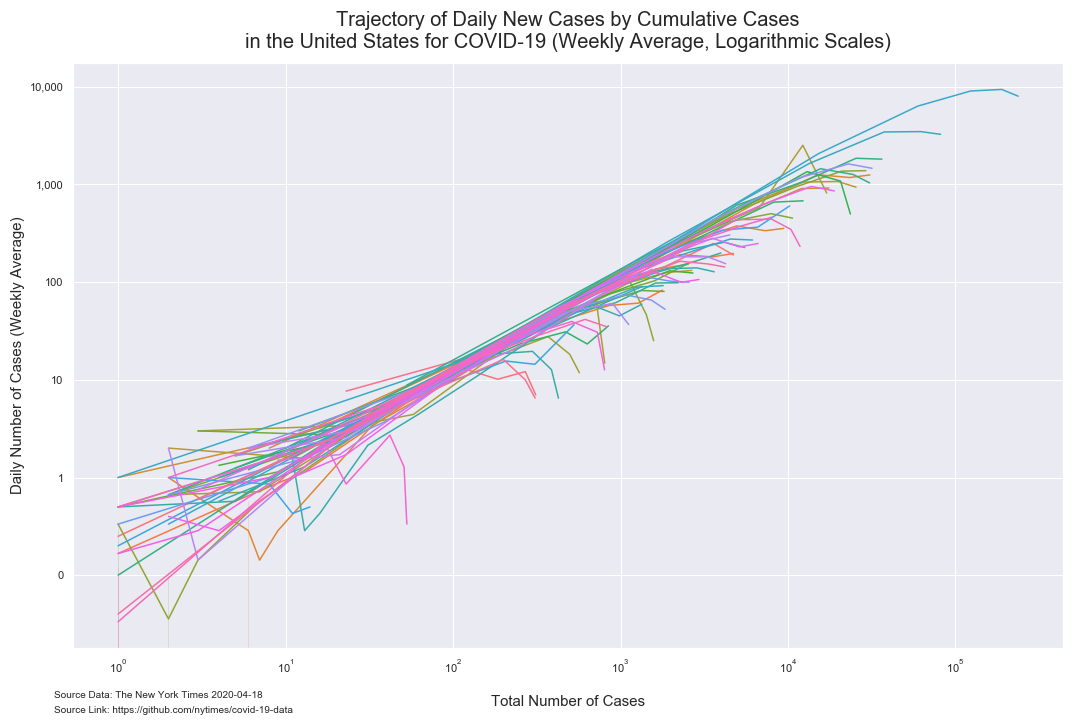 Trajectory of Daily New Cases by Cumulative Cases
in the United States for COVID-19 (Weekly Average, Logarithmic Scales)
Daily Number of Cases (Weekly Average)
10,000
1,000
100
10
1
0
10⁰
10¹
10²
10³
10⁴
10⁵
Total Number of Cases
Source Data: The New York Times 2020-04-18
Source Link: https://github.com/nytimes/covid-19-data